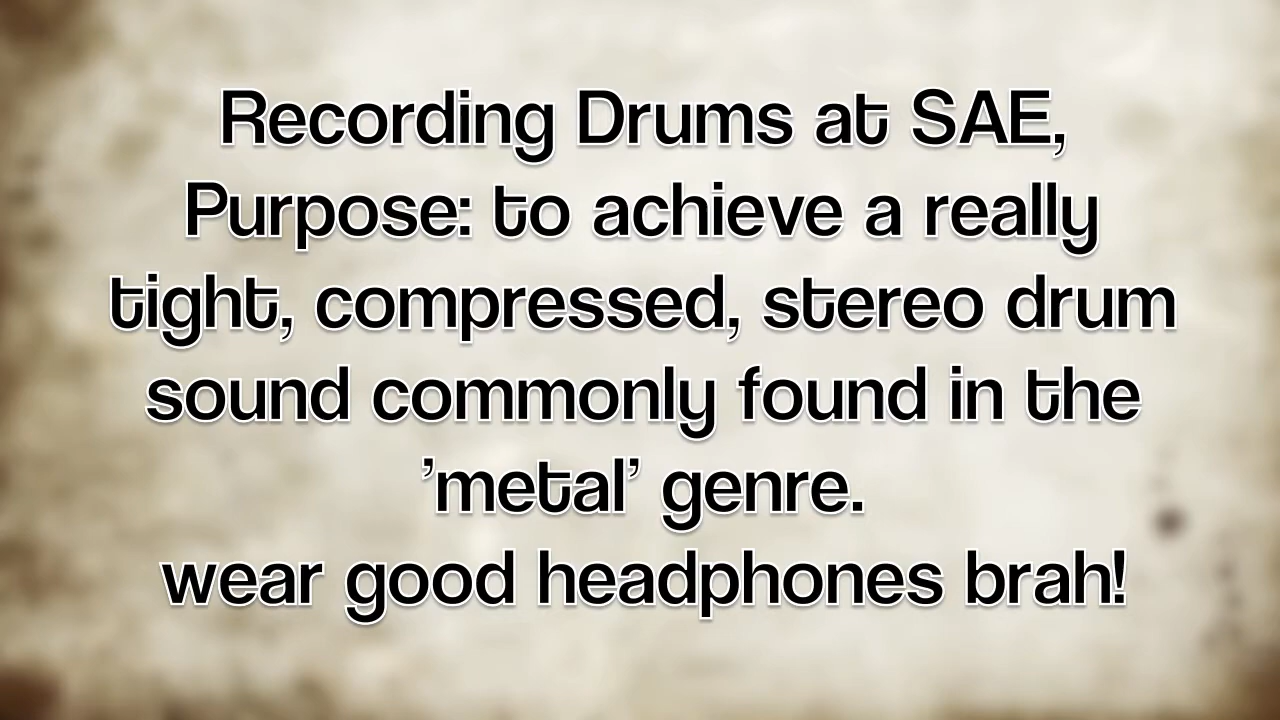 Recording Drums at SAE,
Purpose: to achieve a really
tight, compressed, stereo drum
sound commonly found in the
’metal’ genre.
wear good headphones brah!